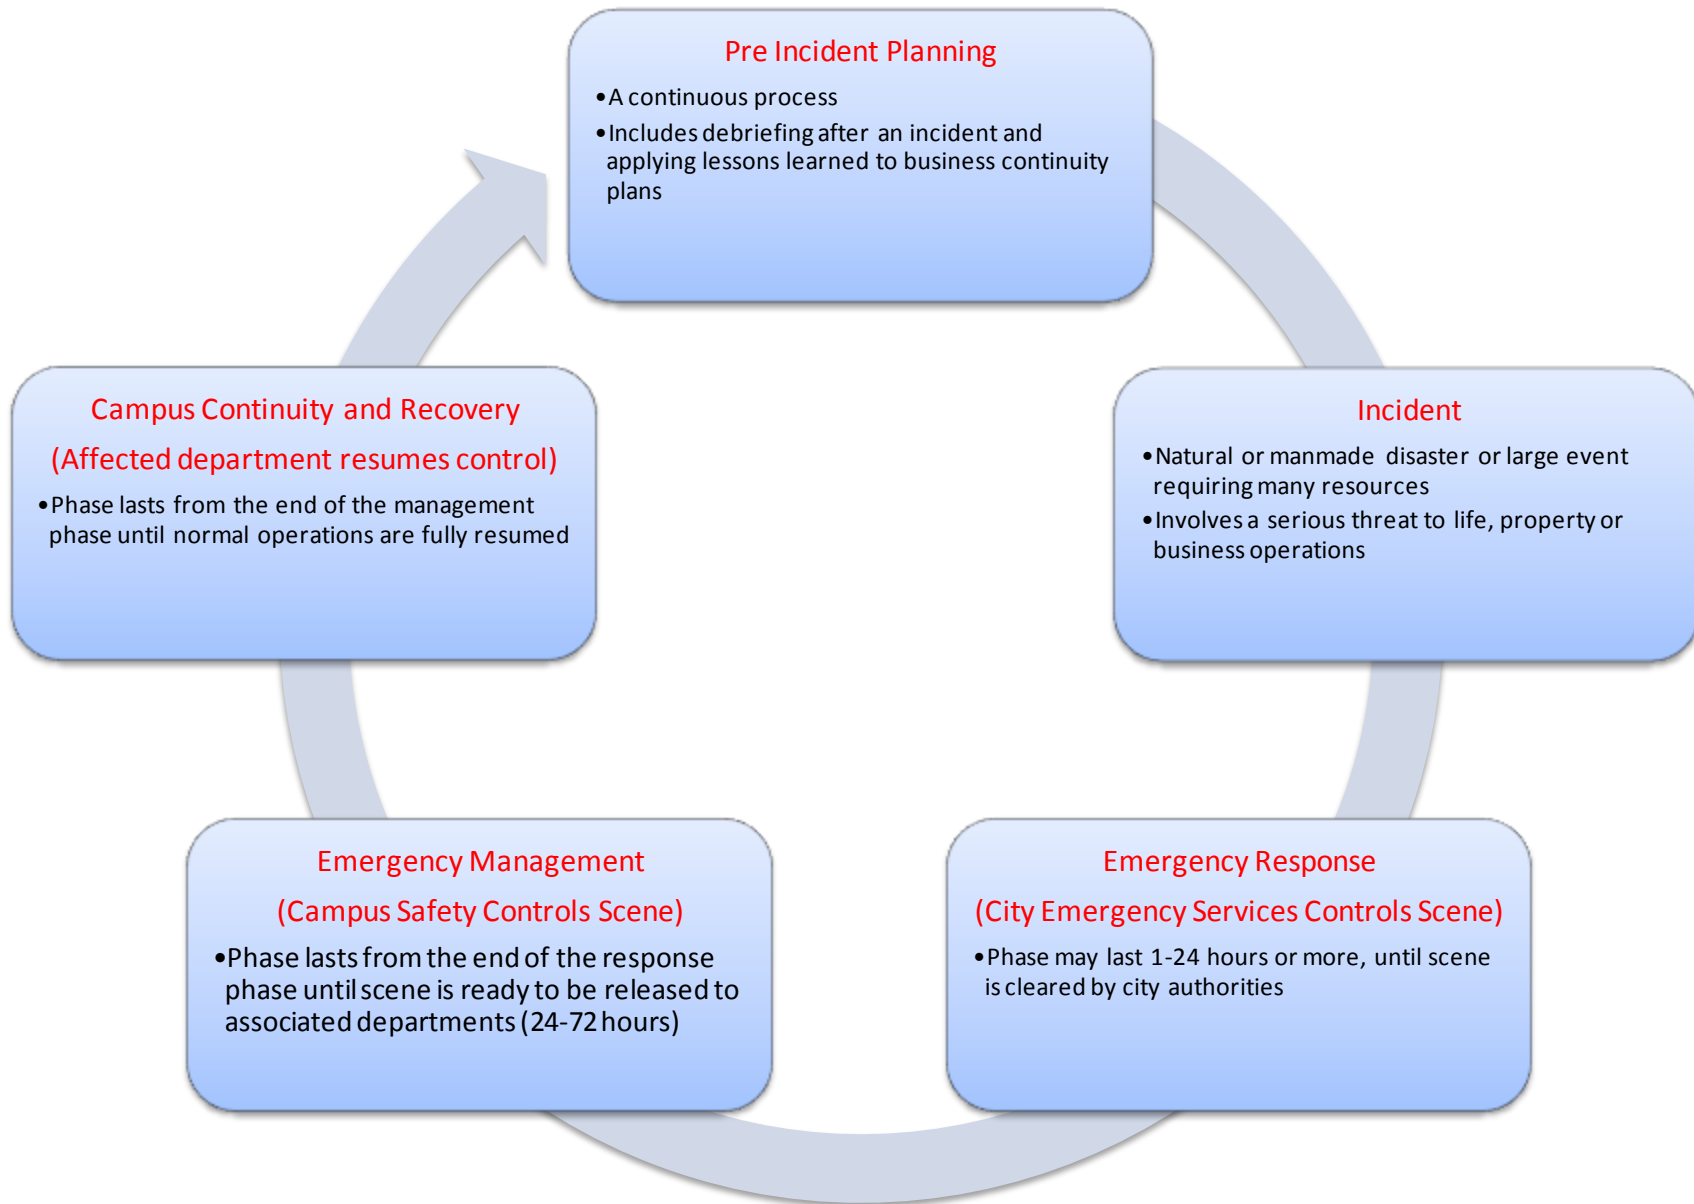 Pre Incident Planning
•A continuous process
•Includes debriefing after an incident and
applying lessons learned to business continuity
plans
Incident
•Natural or manmade disaster or large event
requiring many resources
•Involves a serious threat to life, property or
business operations
Emergency Response
(City Emergency Services Controls Scene)
•Phase may last 1-24 hours or more, until scene
is cleared by city authorities
Emergency Management
(Campus Safety Controls Scene)
•Phase lasts from the end of the response
phase until scene is ready to be released to
associated departments (24-72 hours)
Campus Continuity and Recovery
(Affected department resumes control)
•Phase lasts from the end of the management
phase until normal operations are fully resumed